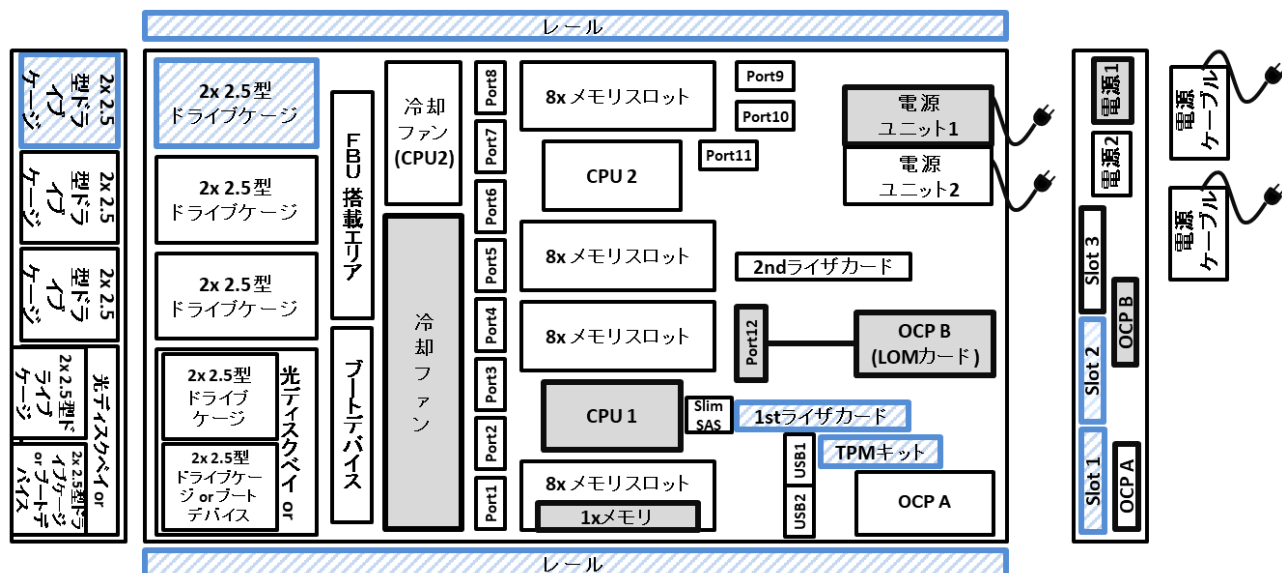 レール
2x 2.5
型ドラ
イブ
ケージ
2x 2.5
型ドラ
イブ
ケージ
2x 2.5
型ドラ
イブ
ケージ
光ディスクベイ or
2x 2.5型ド
ライブ
ケージ
2x 2.5型ドラ
イブケージ
or ブートデ
バイス
2x 2.5型
ドライブケージ
2x 2.5型
ドライブケージ
2x 2.5型
ドライブケージ
2x 2.5型
ドライブ
ケージ
2x 2.5型
ドライブケー
ジ or ブート
デバイス
光ディスクベイ or
FBU 搭載エリア
ブートデバイス
冷却
ファン
(CPU2)
冷却ファン
Port8
Port7
Port6
Port5
Port4
Port3
Port2
Port1
8x メモリスロット
CPU 2
8x メモリスロット
8x メモリスロット
CPU 1
Slim
SAS
8x メモリスロット
1xメモリ
Port9
Port10
Port11
2ndライザカード
Port12
OCP B
(LOMカード)
1stライザカード
USB1
USB2
TPMキット
OCP A
電源
ユニット1
電源
ユニット2
レール
電源1
電源2
Slot 3
Slot 2
Slot 1
OCP B
OCP A
電源
ケーブル
電源
ケーブル